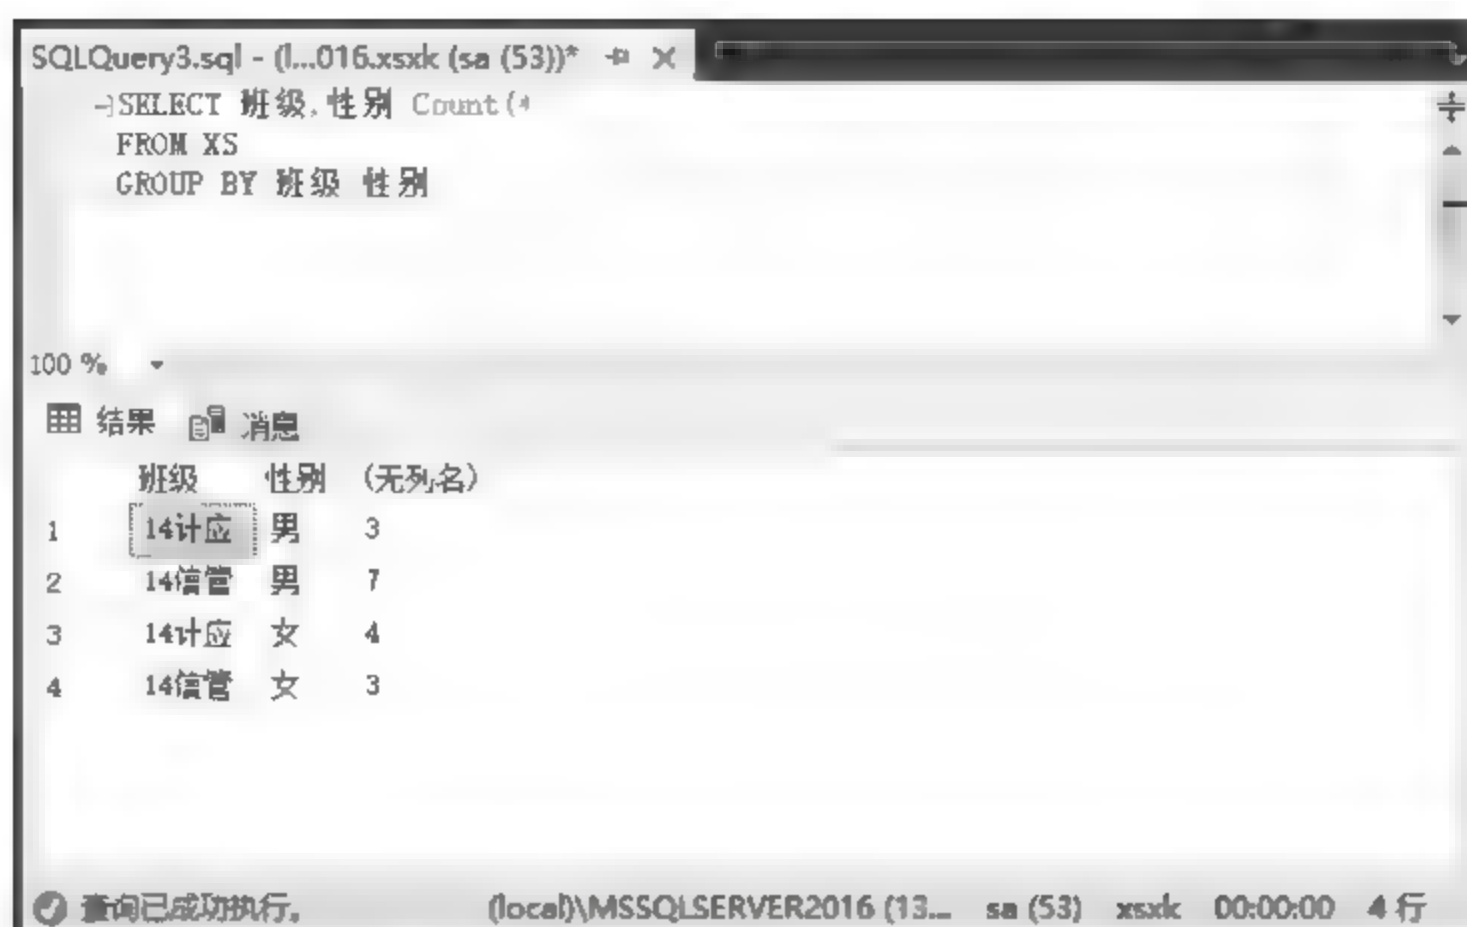 SQLQuery3.sql - (l...016.xsxk (sa (53))*
SELECT 班级,性别 Count(*
FROM XS
GROUP BY 班级 性别
100 %
结果 消息
班级 性别 (无列名)
1 14计应 男 3
2 14信管 男 7
3 14计应 女 4
4 14信管 女 3
查询已成功执行。 (local)\MSSQLSERVER2016 (13... sa (53) xsxk 00:00:00 4 行